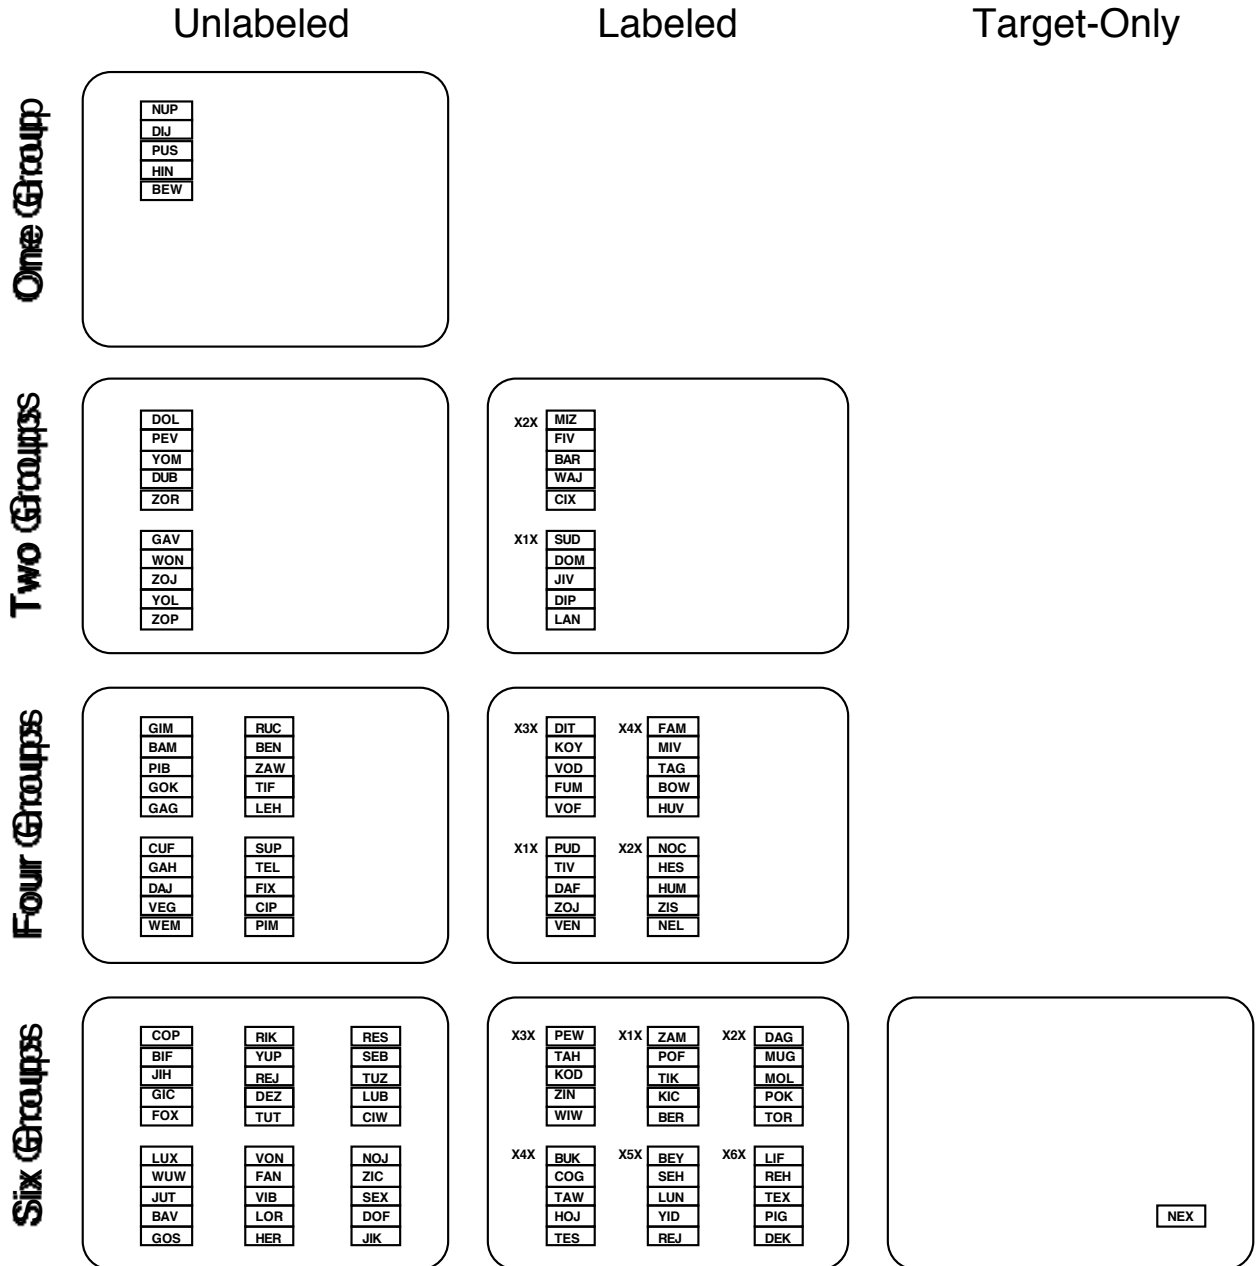 Unlabeled Labeled Target-Only
One Group
NUP
DIJ
PUS
HIN
BEW
Two Groups
DOL
PEV
YOM
DUB
ZOR
GAV
WON
ZOJ
YOL
ZOP
X2X MIZ
FIV
BAR
WAJ
CIX
X1X SUD
DOM
JIV
DIP
LAN
Four Groups
GIM RUC
BAM BEN
PIB ZAW
GOK TIF
GAG LEH
CUF SUP
GAH TEL
DAJ FIX
VEG CIP
WEM PIM
X3X DIT X4X FAM
KOY MIV
VOD TAG
FUM BOW
VOF HUV
X1X PUD X2X NOC
TIV HES
DAF HUM
ZOJ ZIS
VEN NEL
Six Groups
COP RIK RES
BIF YUP SEB
JIH REJ TUZ
GIC DEZ LUB
FOX TUT CIW
LUX VON NOJ
WUW FAN ZIC
JUT VIB SEX
BAV LOR DOF
GOS HER JIK
X3X PEW X1X ZAM X2X DAG
TAH POF MUG
KOD TIK MOL
ZIN KIC POK
WIW BER TOR
X4X BUK X5X BEY X6X LIF
COG SEH REH
TAW LUN TEX
HOJ YID PIG
TES REJ DEK
NEX